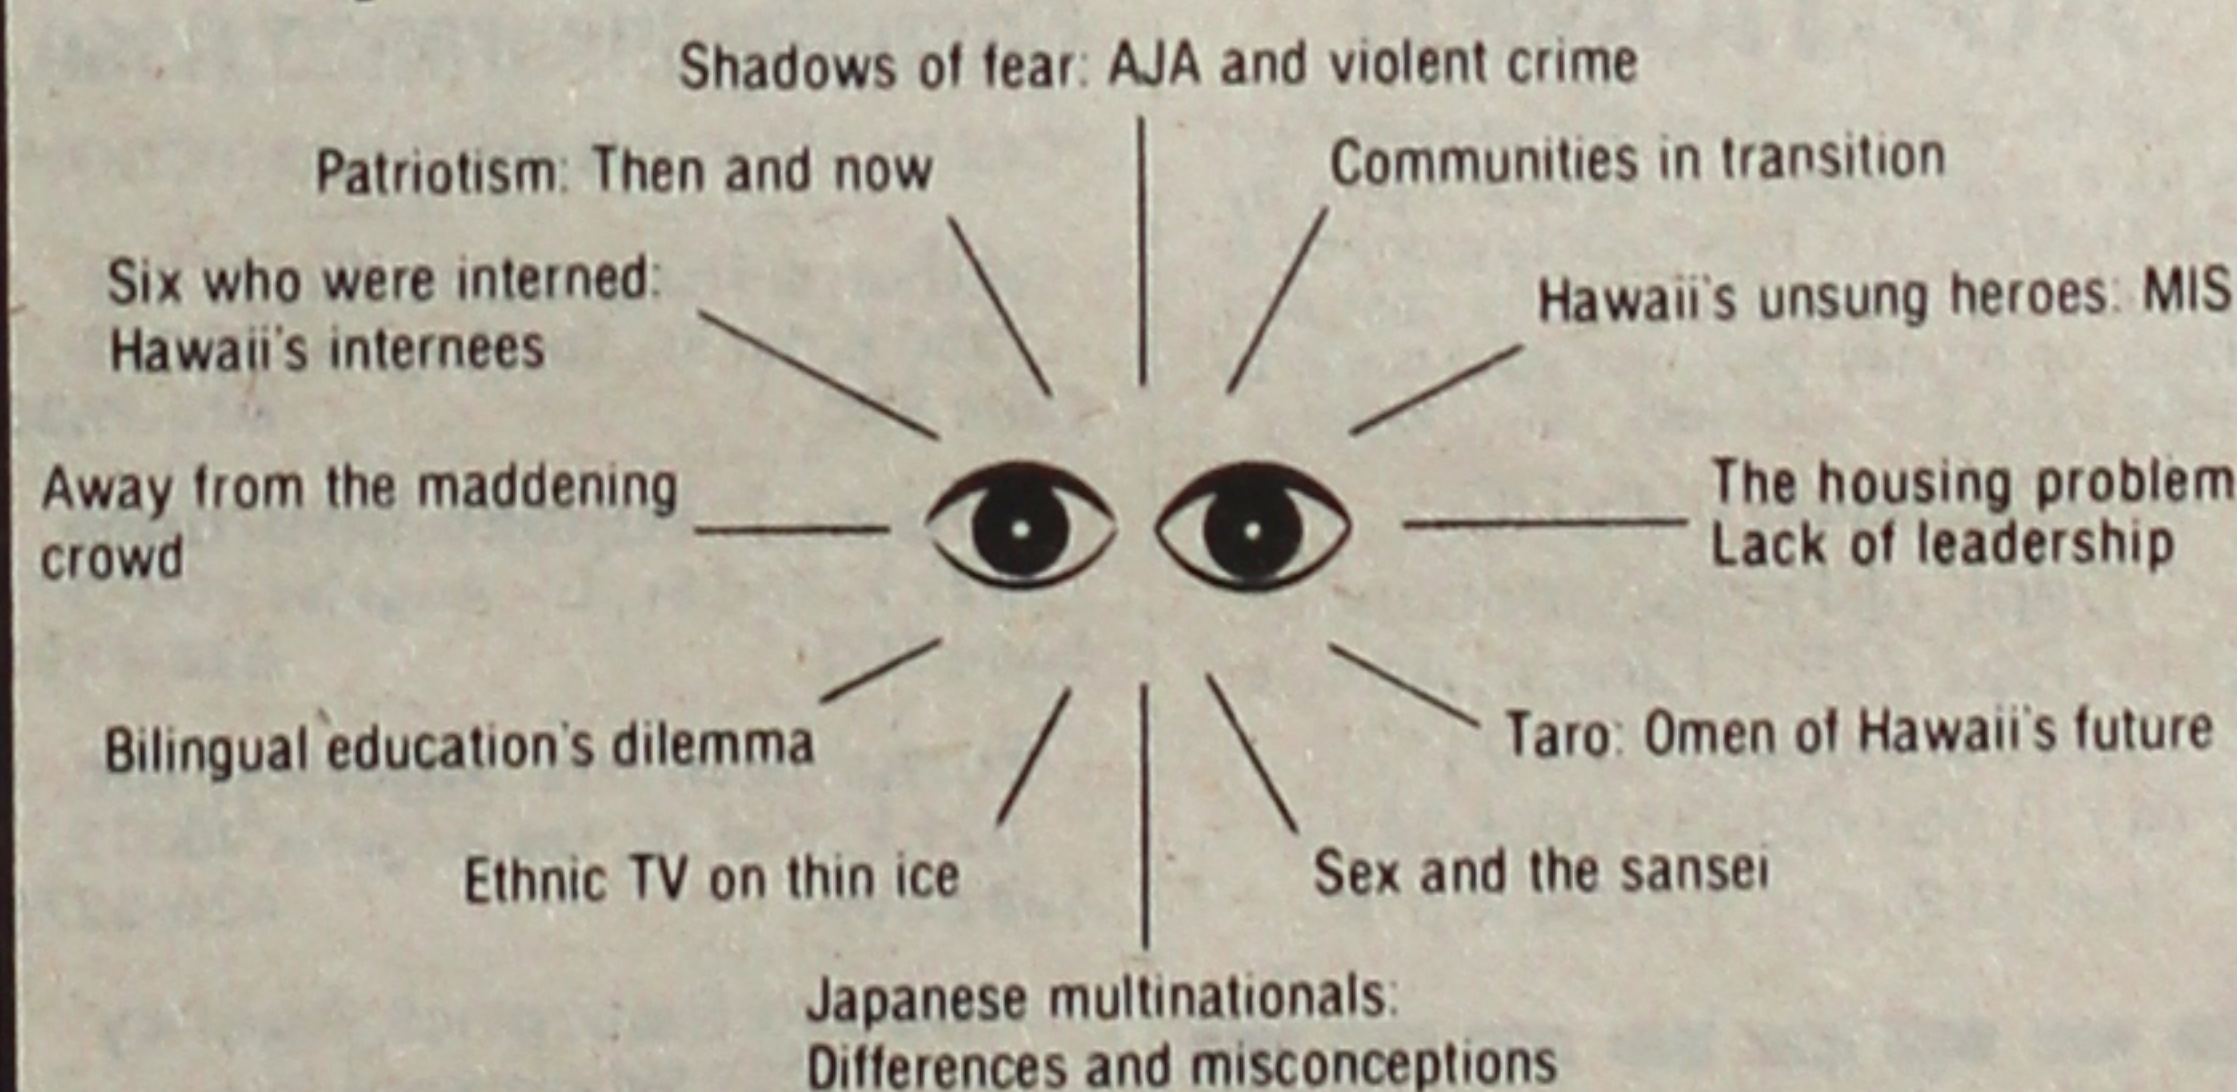 Shadows of fear: AJA and violent crime
Patriotism: Then and now
Communities in transition
Six who were interned:
Hawaii's internees
Hawaii's unsung heroes: MIS
Away from the maddening
crowd
The housing problem
Lack of leadership
Bilingual education's dilemma
Taro: Omen of Hawaii's future
Ethnic TV on thin ice
Sex and the sansei
Japanese multinationals:
Differences and misconceptions